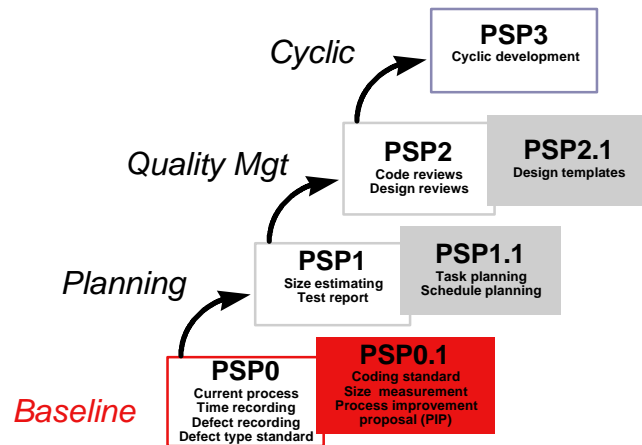 Cyclic
PSP3
Cyclic development
Quality Mgt
PSP2
Code reviews
Design reviews
PSP2.1
Design templates
Planning
PSP1
Size estimating
Test report
PSP1.1
Task planning
Schedule planning
Baseline
PSP0
Current process
Time recording
Defect recording
Defect type standard
PSP0.1
Coding standard
Size measurement
Process improvement
proposal (PIP)